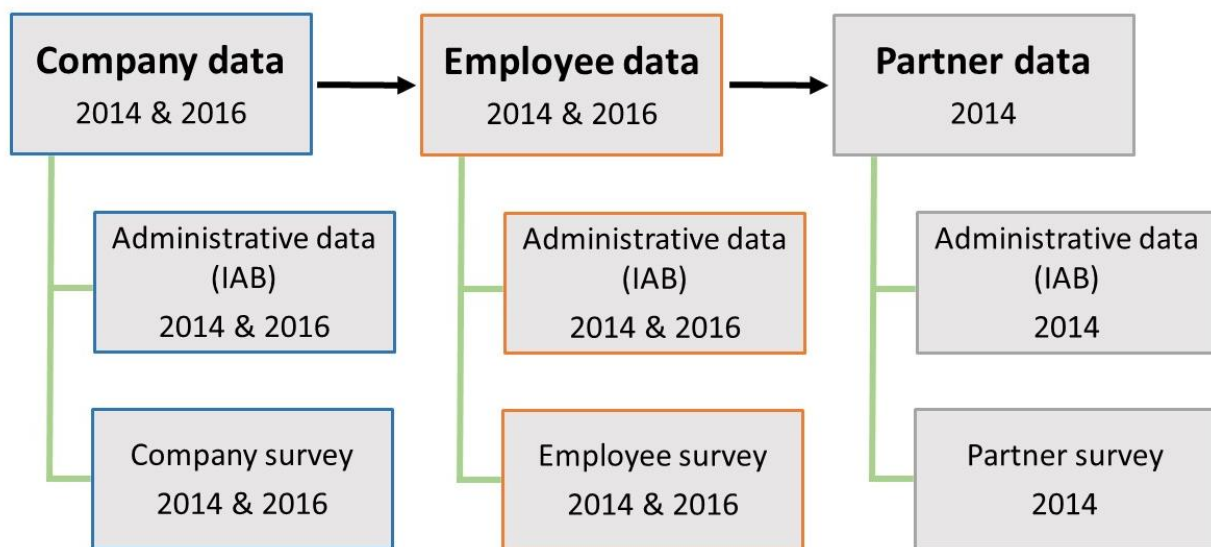 Company data
2014 & 2016
Employee data
2014 & 2016
Partner data
2014
Administrative data
(IAB)
2014 & 2016
Administrative data
(IAB)
2014 & 2016
Administrative data
(IAB)
2014
Company survey
2014 & 2016
Employee survey
2014 & 2016
Partner survey
2014